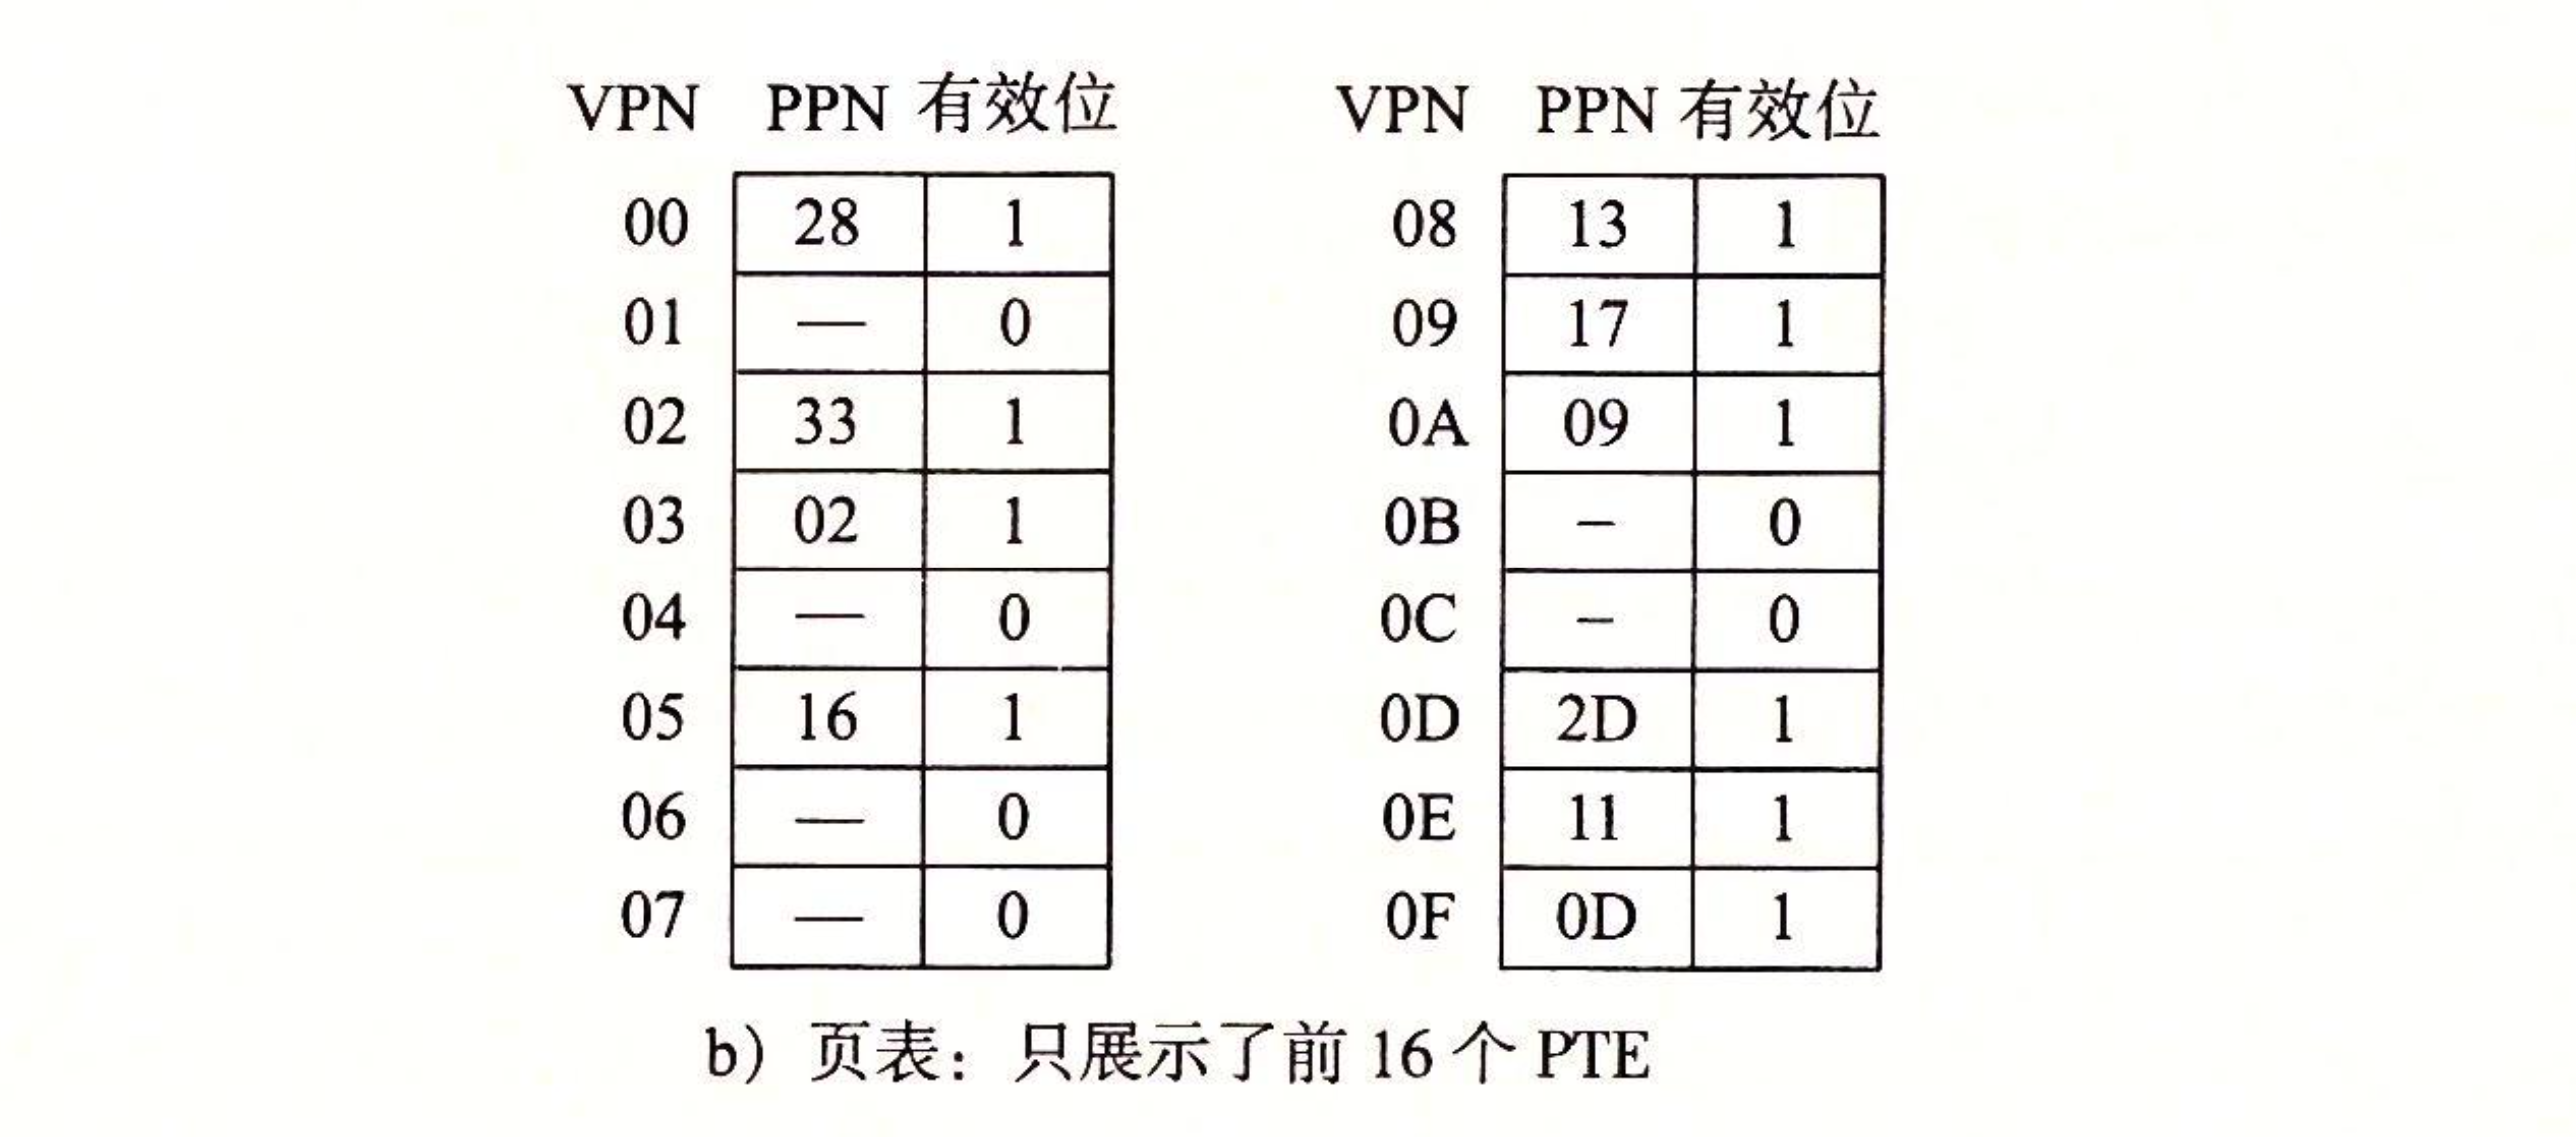 VPN PPN 有效位 VPN PPN 有效位
00 28 1 08 13 1
01 — 0 09 17 1
02 33 1 0A 09 1
03 02 1 0B – 0
04 — 0 0C – 0
05 16 1 0D 2D 1
06 — 0 0E 11 1
07 — 0 0F 0D 1
b) 页表：只展示了前 16 个 PTE